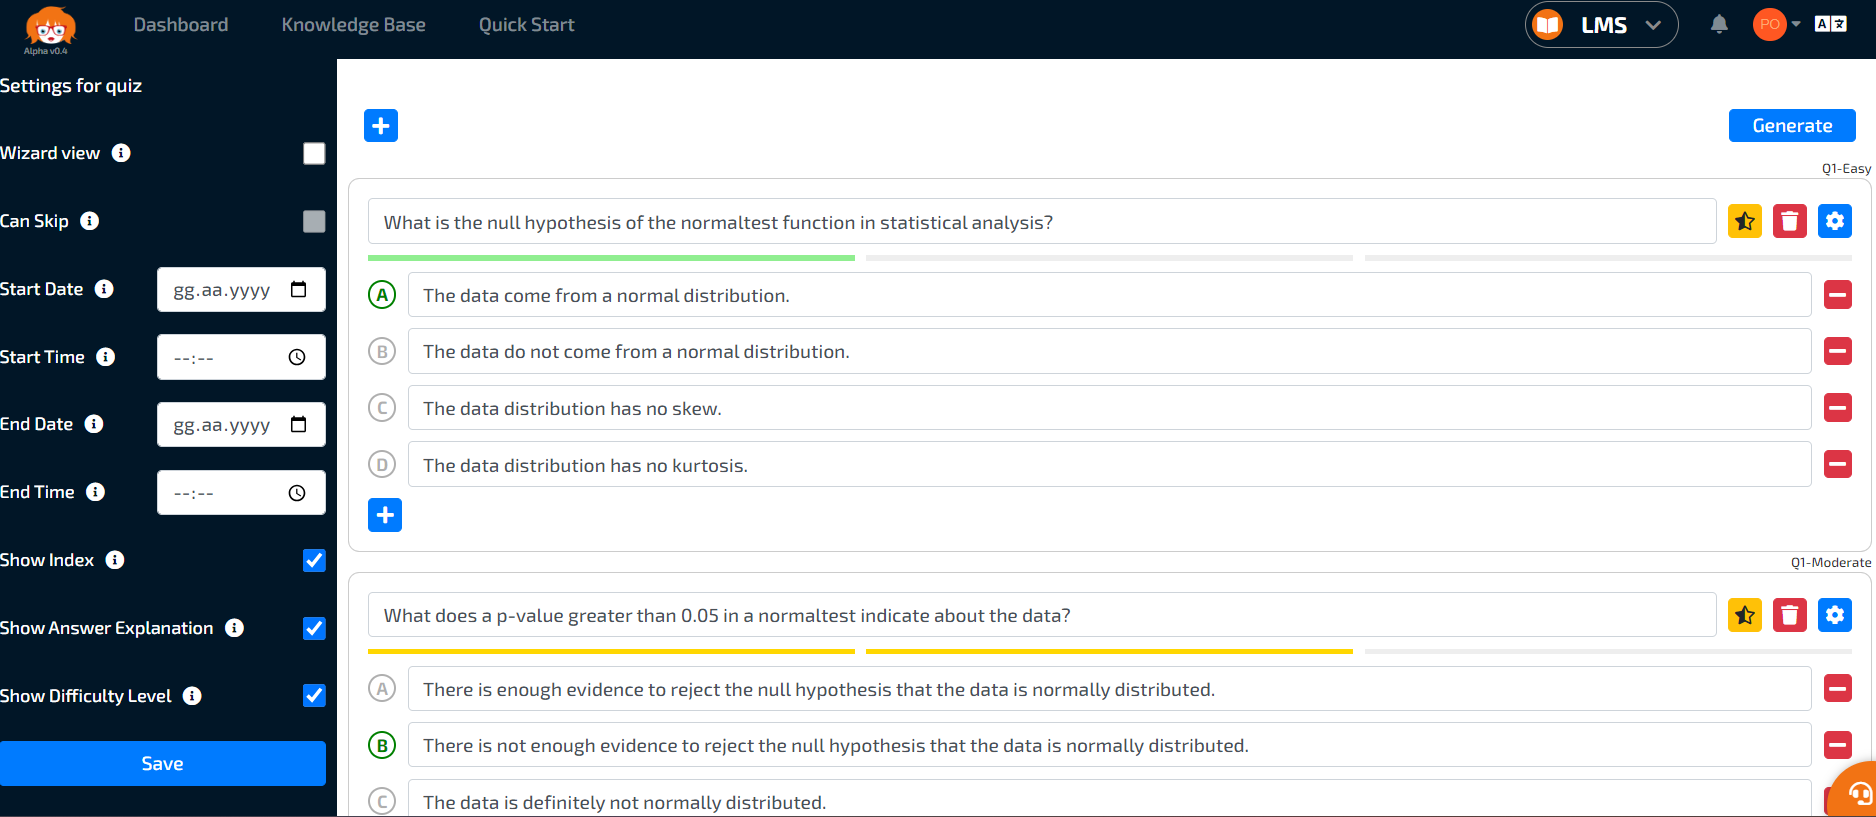 Alpha v0.4
Dashboard
Knowledge Base
Quick Start
LMS
PO
A
Settings for quiz
Wizard view
Can Skip
Start Date
gg.aa.yyyy
Start Time
--:--
End Date
gg.aa.yyyy
End Time
--:--
Show Index
Show Answer Explanation
Show Difficulty Level
Save
Generate
Q1-Easy
What is the null hypothesis of the normaltest function in statistical analysis?
A The data come from a normal distribution.
B The data do not come from a normal distribution.
C The data distribution has no skew.
D The data distribution has no kurtosis.
Q1-Moderate
What does a p-value greater than 0.05 in a normaltest indicate about the data?
A There is enough evidence to reject the null hypothesis that the data is normally distributed.
B There is not enough evidence to reject the null hypothesis that the data is normally distributed.
C The data is definitely not normally distributed.